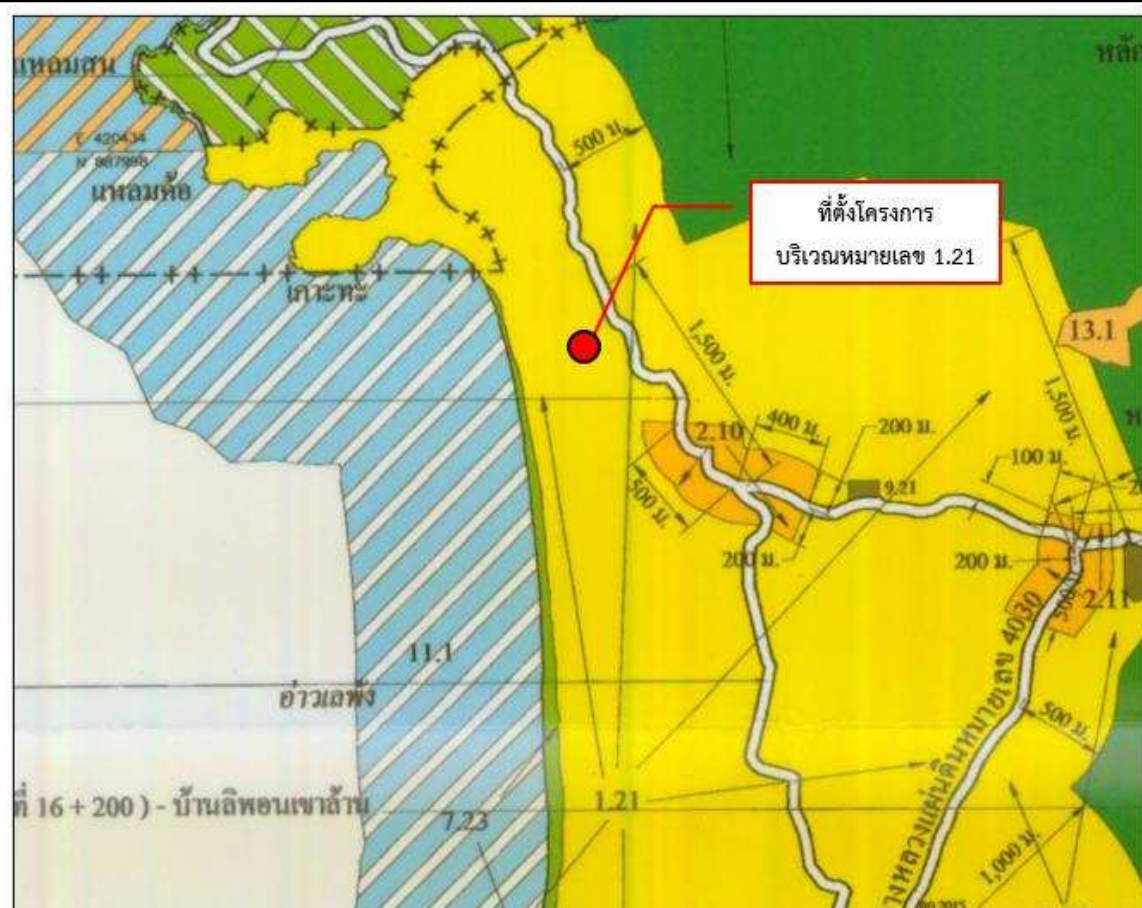 แหลมสน
E 420434
N 887998
แหลมค้อ
เกาะทะ
500 ม.
ที่ตั้งโครงการ
บริเวณหมายเลข 1.21
13.1
1,500 ม.
1,500 ม.
2.10
400 ม.
200 ม.
100 ม.
500 ม.
9.21
200 ม.
200 ม.
500
2.11
11.1
อ่าวเลพัง
500 ม.
ที่ 16 + 200 ) - บ้านลิพอนเขาล้าน
7.23
1.21
างหลวงแผ่นดินหมายเลข 4030
1,000 ม.